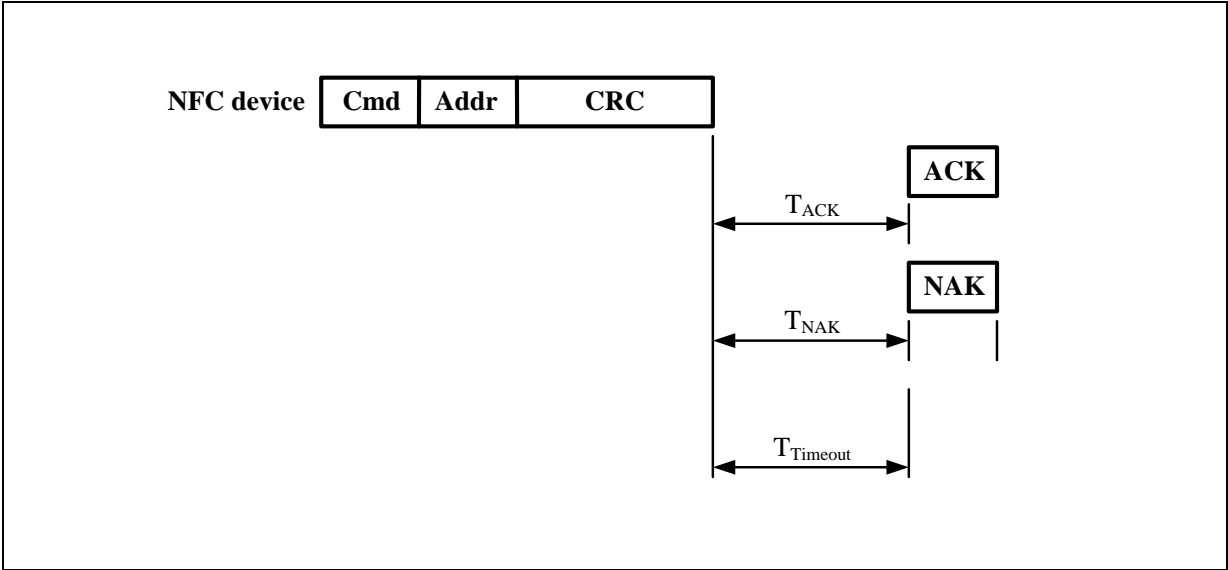 NFC device Cmd Addr CRC
ACK
TACK
NAK
TNAK
TTimeout